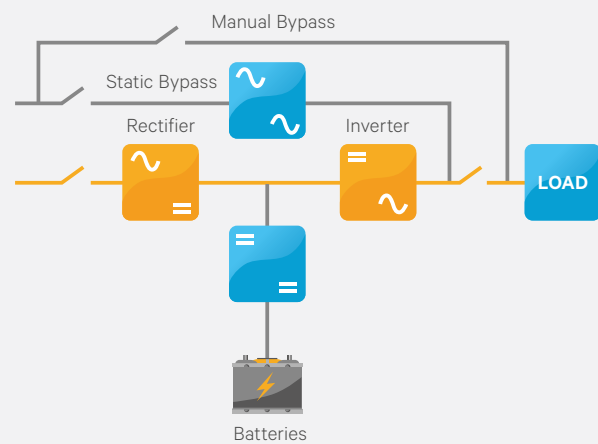 Manual Bypass
Static Bypass
Rectifier
Inverter
LOAD
Batteries